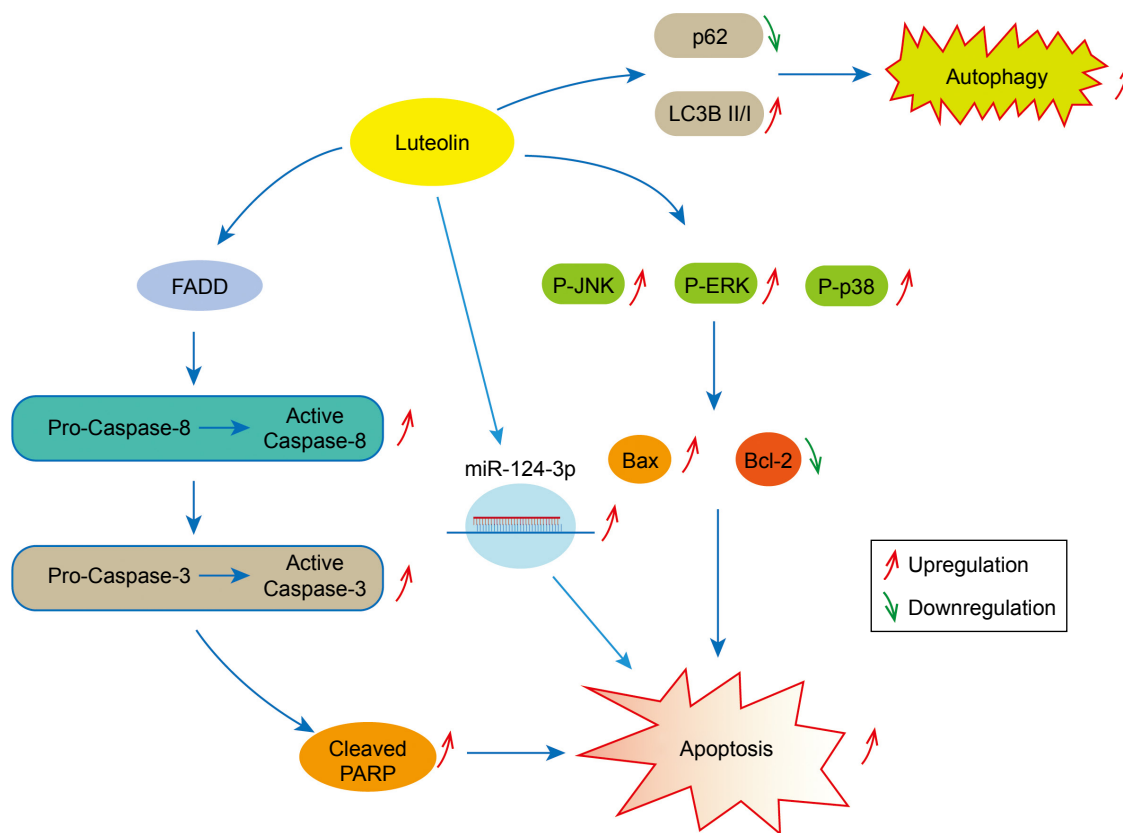 p62
LC3B II/I
Autophagy
Luteolin
FADD
P-JNK
P-ERK
P-p38
Pro-Caspase-8
Active
Caspase-8
miR-124-3p
Bax
Bcl-2
Pro-Caspase-3
Active
Caspase-3
Upregulation
Downregulation
Cleaved
PARP
Apoptosis